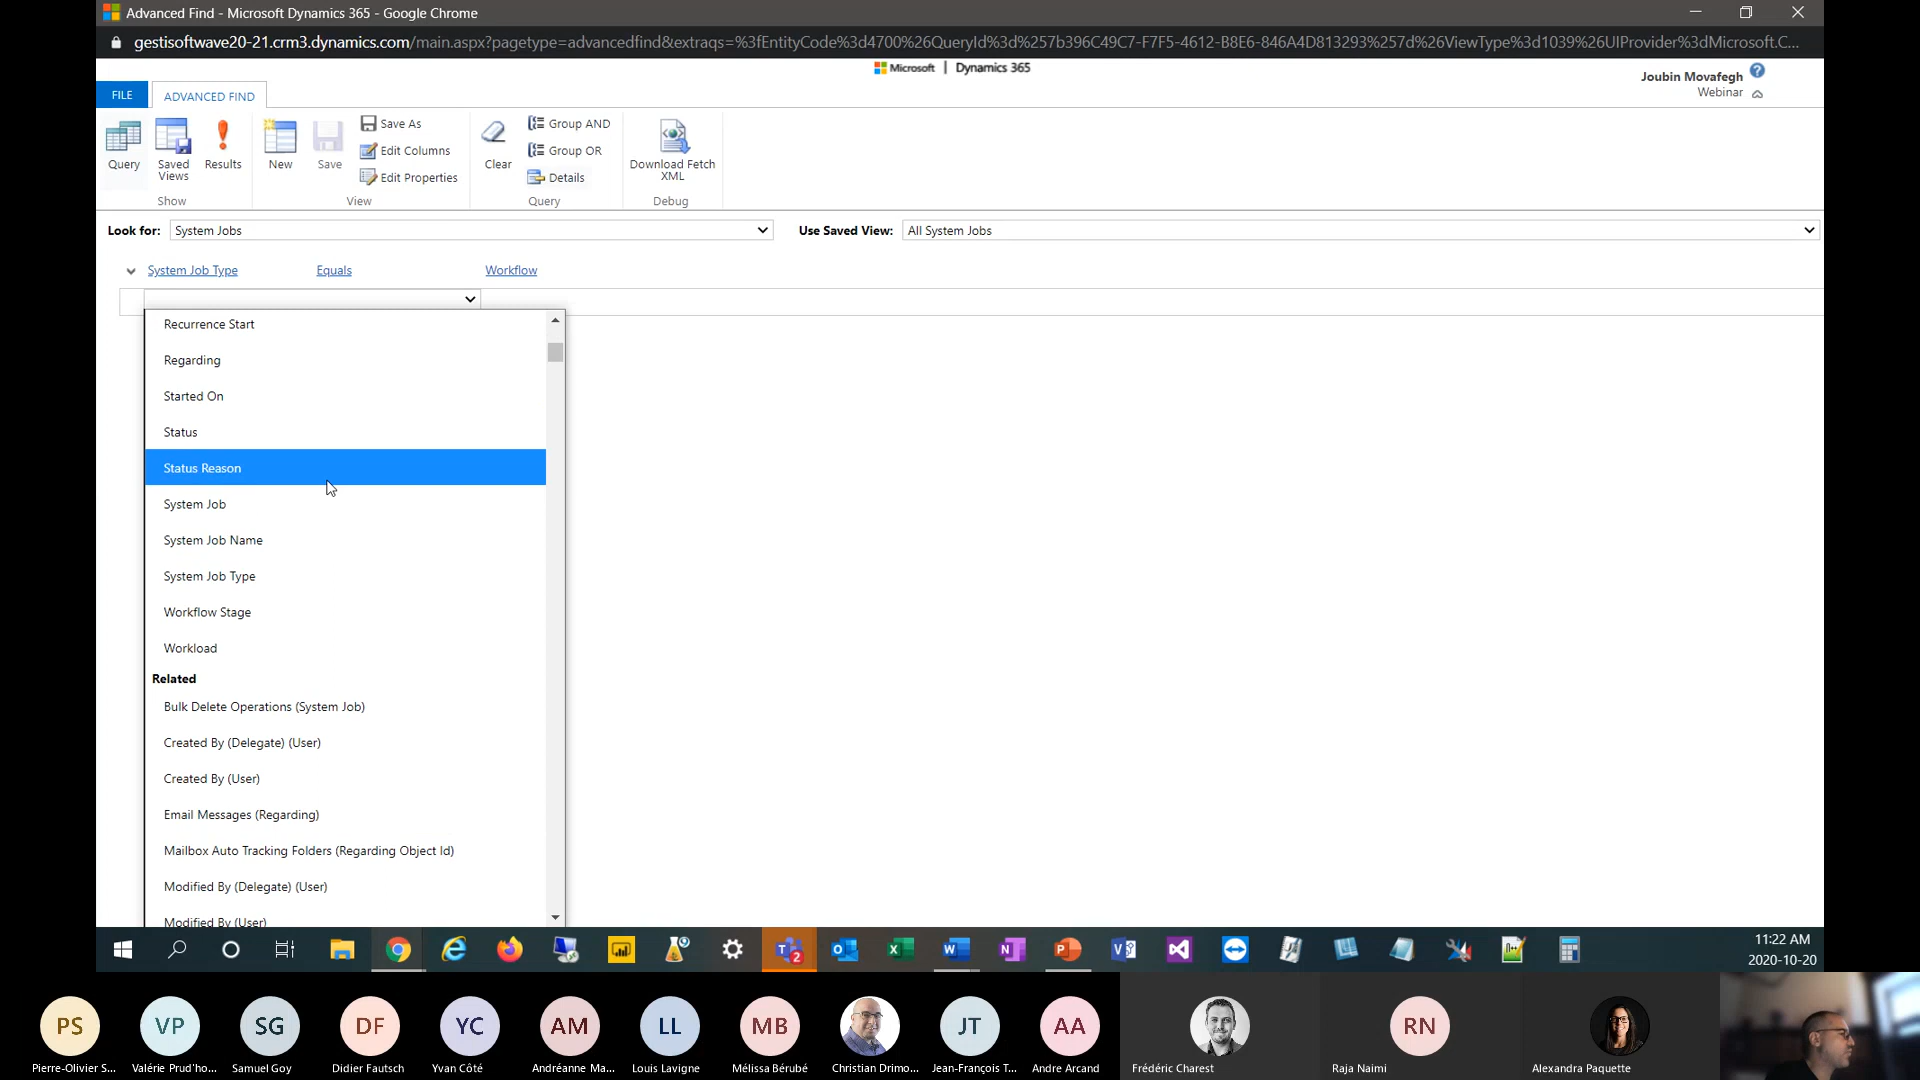 Advanced Find - Microsoft Dynamics 365 - Google Chrome
gestisoftwave20-21.crm3.dynamics.com/main.aspx?pagetype=advancedfind&extraqs=%3fEntityCode%3d4700%26QueryId%3d%257b396C49C7-F7F5-4612-B8E6-846A4D813293%257d%26ViewType%3d1039%26UIProvider%3dMicrosoft.C...
Microsoft | Dynamics 365
Joubin Movafegh
Webinar
FILE
ADVANCED FIND
Query
Saved Views
Results
Show
New
Save
Save As
Edit Columns
Edit Properties
View
Clear
Group AND
Group OR
Details
Query
Download Fetch XML
Debug
Look for:
System Jobs
Use Saved View:
All System Jobs
System Job Type
Equals
Workflow
Recurrence Start
Regarding
Started On
Status
Status Reason
System Job
System Job Name
System Job Type
Workflow Stage
Workload
Related
Bulk Delete Operations (System Job)
Created By (Delegate) (User)
Created By (User)
Email Messages (Regarding)
Mailbox Auto Tracking Folders (Regarding Object Id)
Modified By (Delegate) (User)
Modified By (User)
11:22 AM
2020-10-20
PS
VP
SG
DF
YC
AM
LL
MB
JT
AA
RN
Pierre-Olivier S...
Valérie Prud'ho...
Samuel Goy
Didier Fautsch
Yvan Côté
Andréanne Ma...
Louis Lavigne
Mélissa Bérubé
Christian Drimo...
Jean-François T...
Andre Arcand
Frédéric Charest
Raja Naimi
Alexandra Paquette